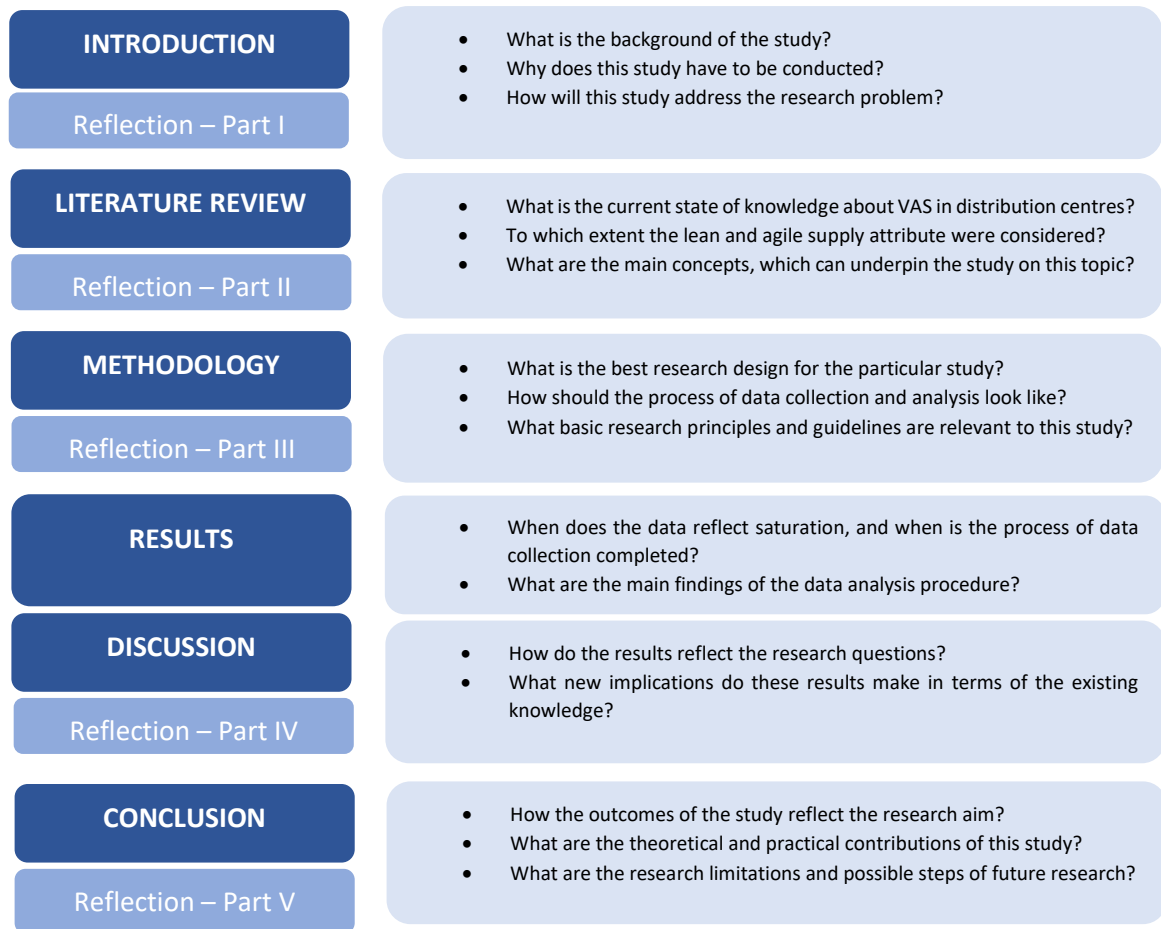 INTRODUCTION
Reflection – Part I
• What is the background of the study?
• Why does this study have to be conducted?
• How will this study address the research problem?
LITERATURE REVIEW
Reflection – Part II
• What is the current state of knowledge about VAS in distribution centres?
• To which extent the lean and agile supply attribute were considered?
• What are the main concepts, which can underpin the study on this topic?
METHODOLOGY
Reflection – Part III
• What is the best research design for the particular study?
• How should the process of data collection and analysis look like?
• What basic research principles and guidelines are relevant to this study?
RESULTS
• When does the data reflect saturation, and when is the process of data
collection completed?
• What are the main findings of the data analysis procedure?
DISCUSSION
Reflection – Part IV
• How do the results reflect the research questions?
• What new implications do these results make in terms of the existing
knowledge?
CONCLUSION
Reflection – Part V
• How the outcomes of the study reflect the research aim?
• What are the theoretical and practical contributions of this study?
• What are the research limitations and possible steps of future research?